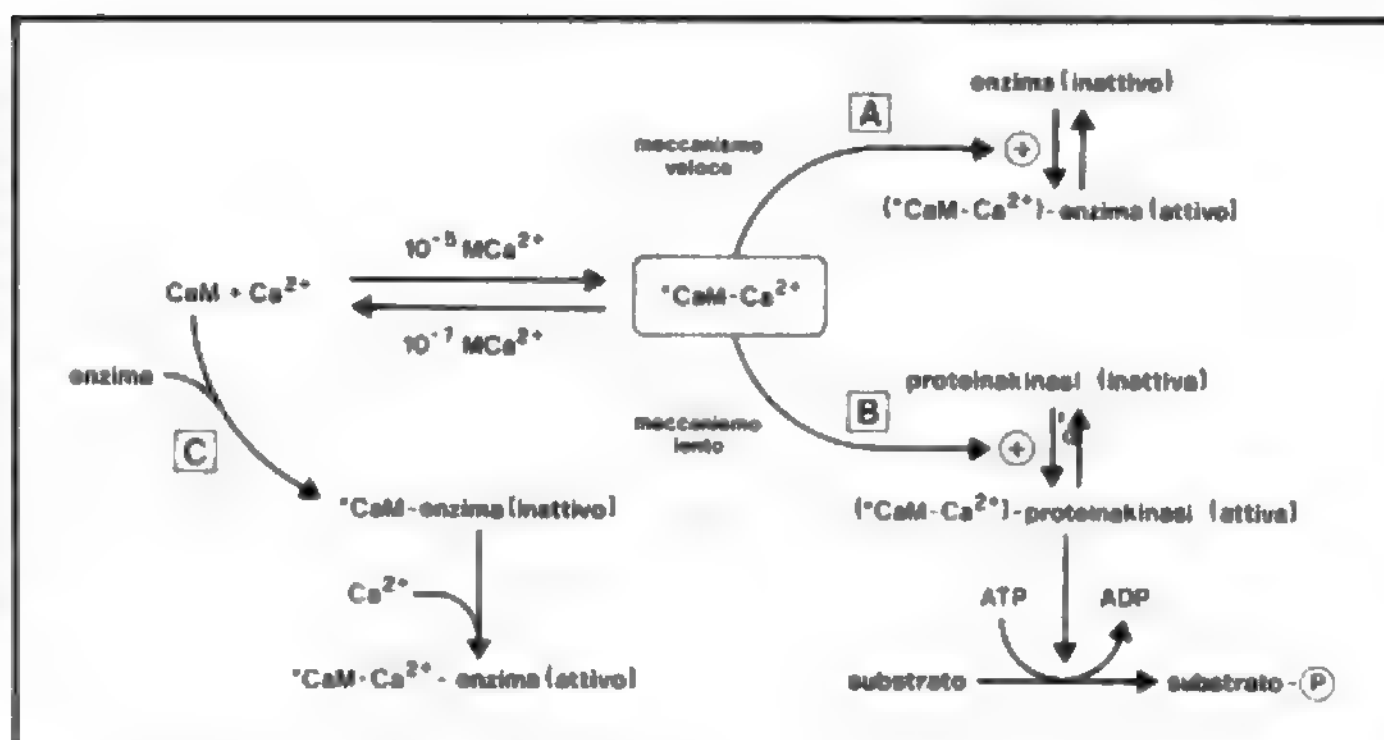 enzima (inattivo)
A
meccanismo
veloce
+
(*CaM-Ca²⁺)-enzima (attivo)
10⁻⁵ MCa²⁺
CaM + Ca²⁺
*CaM-Ca²⁺
10⁻⁷ MCa²⁺
enzima
proteinakinasi (inattiva)
B
meccanismo
lento
+
C
*CaM-enzima (inattivo)
(*CaM-Ca²⁺)-proteinakinasi (attiva)
Ca²⁺
ATP
ADP
*CaM-Ca²⁺-enzima (attivo)
substrato
substrato-P